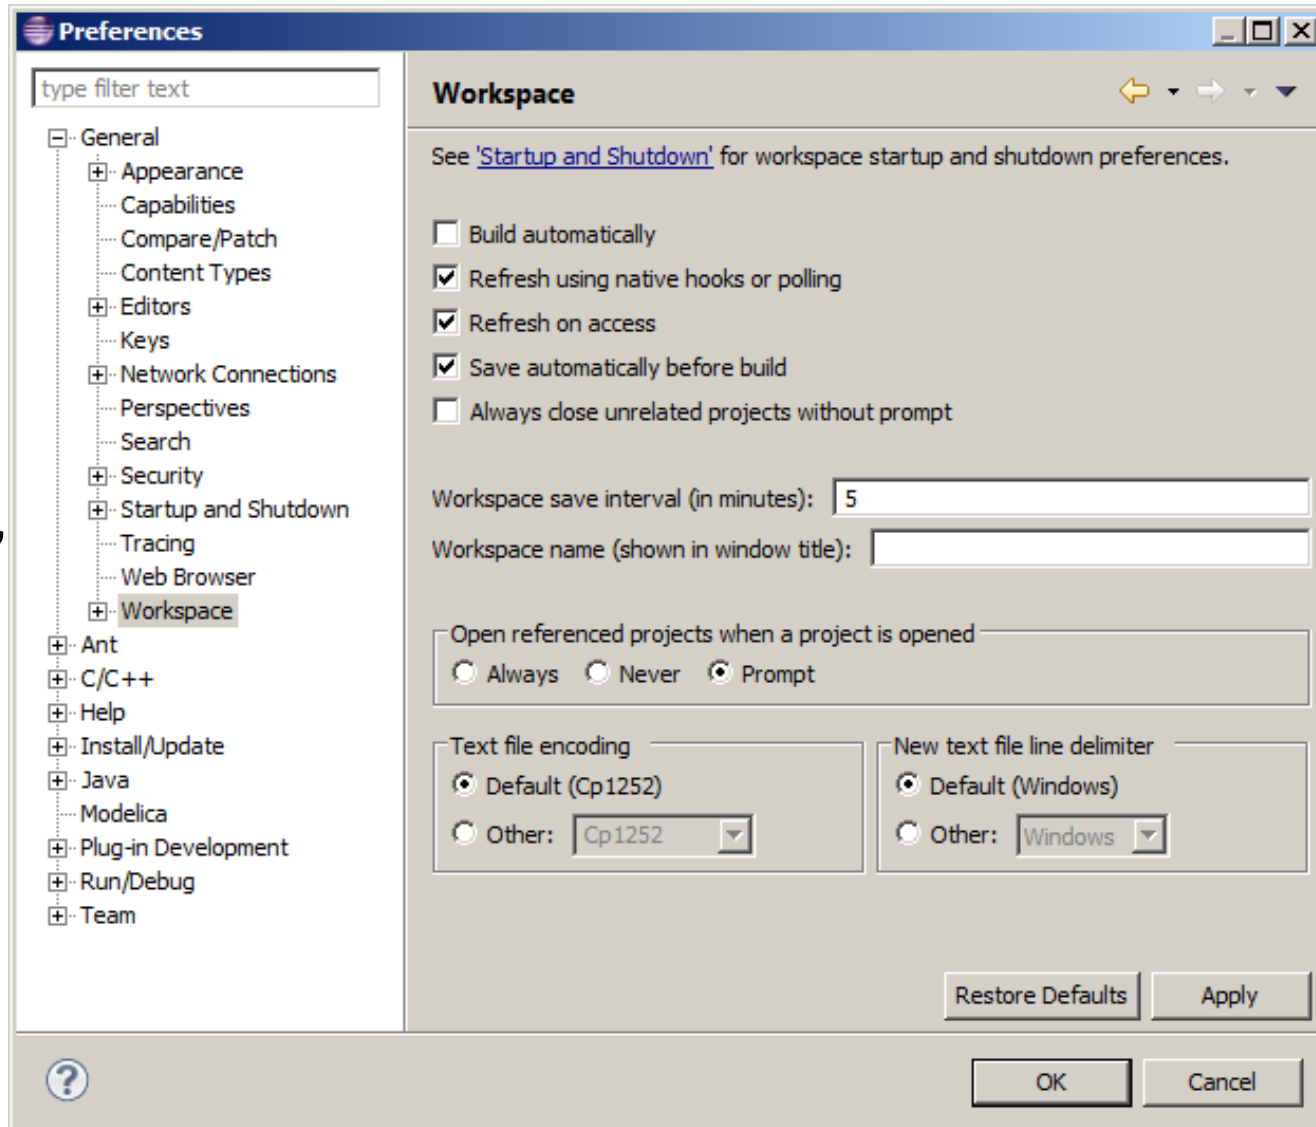 Preferences
type filter text
General
Appearance
Capabilities
Compare/Patch
Content Types
Editors
Keys
Network Connections
Perspectives
Search
Security
Startup and Shutdown
Tracing
Web Browser
Workspace
Ant
C/C++
Help
Install/Update
Java
Modelica
Plug-in Development
Run/Debug
Team
Workspace
See 'Startup and Shutdown' for workspace startup and shutdown preferences.
Build automatically
Refresh using native hooks or polling
Refresh on access
Save automatically before build
Always close unrelated projects without prompt
Workspace save interval (in minutes): 5
Workspace name (shown in window title):
Open referenced projects when a project is opened
Always Never Prompt
Text file encoding
Default (Cp1252)
Other: Cp1252
New text file line delimiter
Default (Windows)
Other: Windows
Restore Defaults Apply
? OK Cancel